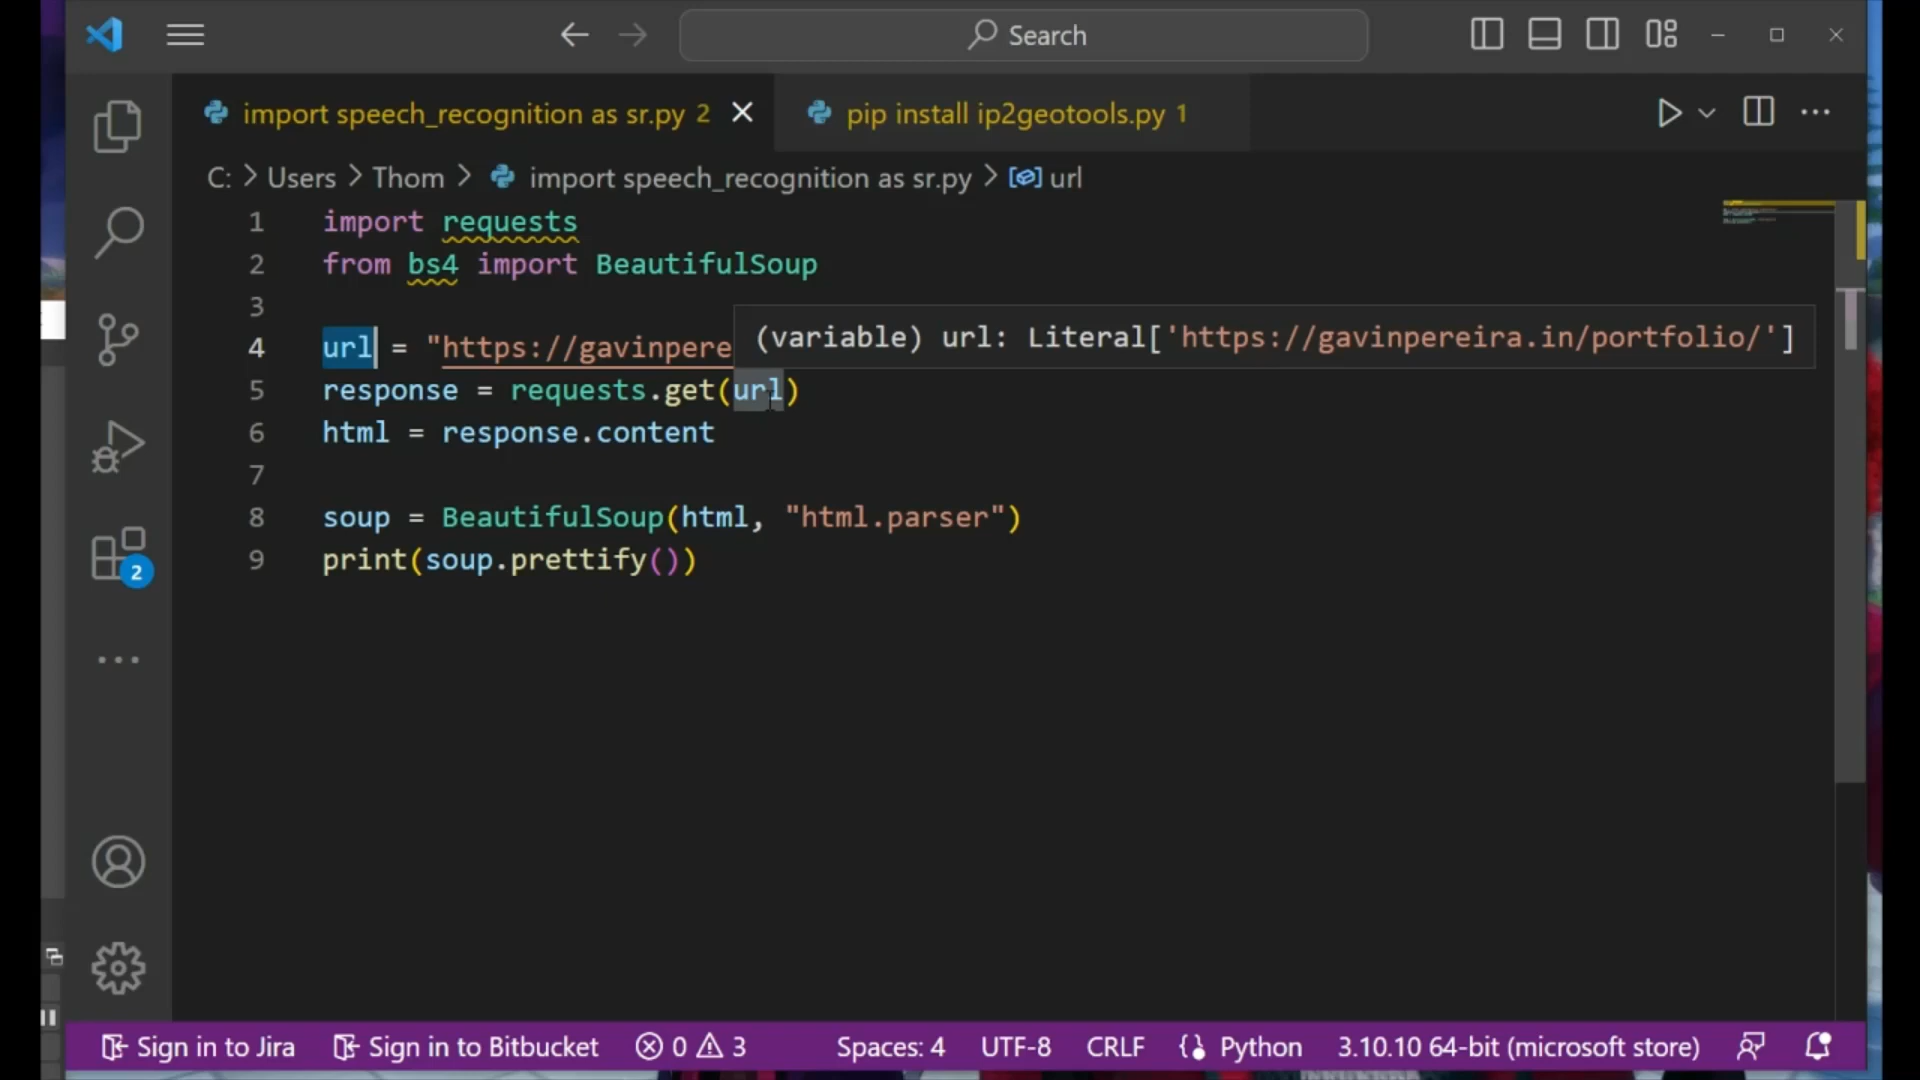 Search
import speech_recognition as sr.py 2
pip install ip2geotools.py 1
C: > Users > Thom > import speech_recognition as sr.py > url
1 import requests
2 from bs4 import BeautifulSoup
3
4 url = "https://gavinpere
(variable) url: Literal['https://gavinpereira.in/portfolio/']
5 response = requests.get(url)
6 html = response.content
7
8 soup = BeautifulSoup(html, "html.parser")
9 print(soup.prettify())
2
Sign in to Jira Sign in to Bitbucket 0 3 Spaces: 4 UTF-8 CRLF Python 3.10.10 64-bit (microsoft store)